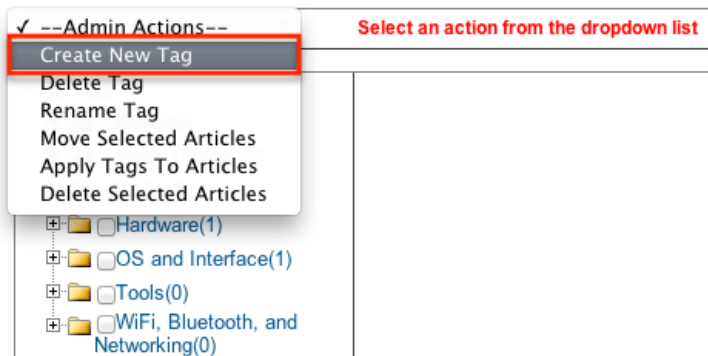 ✓ --Admin Actions--
Select an action from the dropdown list
Create New Tag
Delete Tag
Rename Tag
Move Selected Articles
Apply Tags To Articles
Delete Selected Articles
Hardware(1)
OS and Interface(1)
Tools(0)
WiFi, Bluetooth, and
Networking(0)